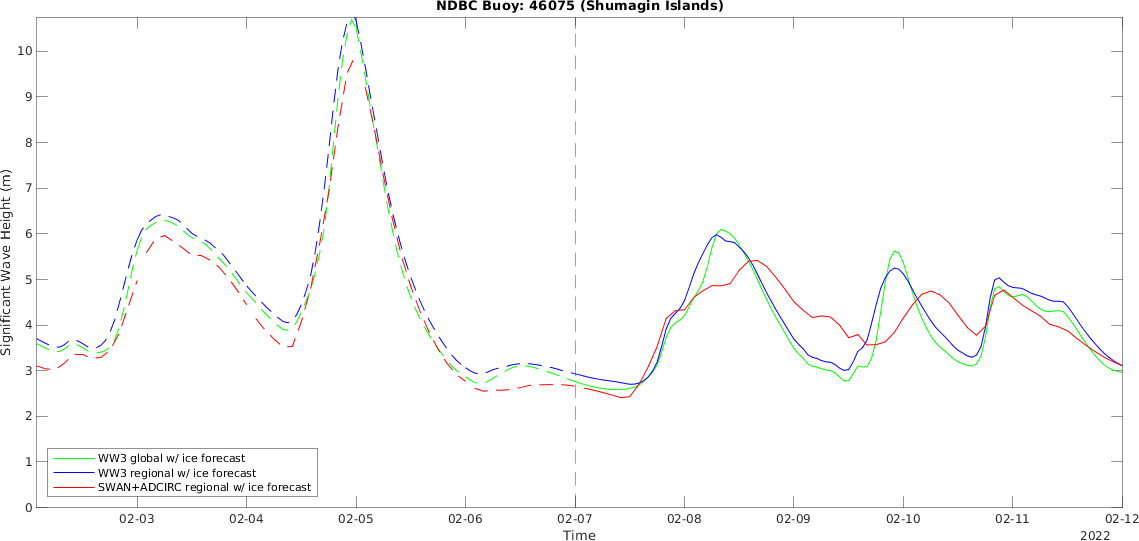 NDBC Buoy: 46075 (Shumagin Islands)
10
9
8
7
6
5
4
3
2
1
0
Significant Wave Height (m)
WW3 global w/ ice forecast
WW3 regional w/ ice forecast
SWAN+ADCIRC regional w/ ice forecast
02-03 02-04 02-05 02-06 02-07 02-08 02-09 02-10 02-11 02-12
Time
2022